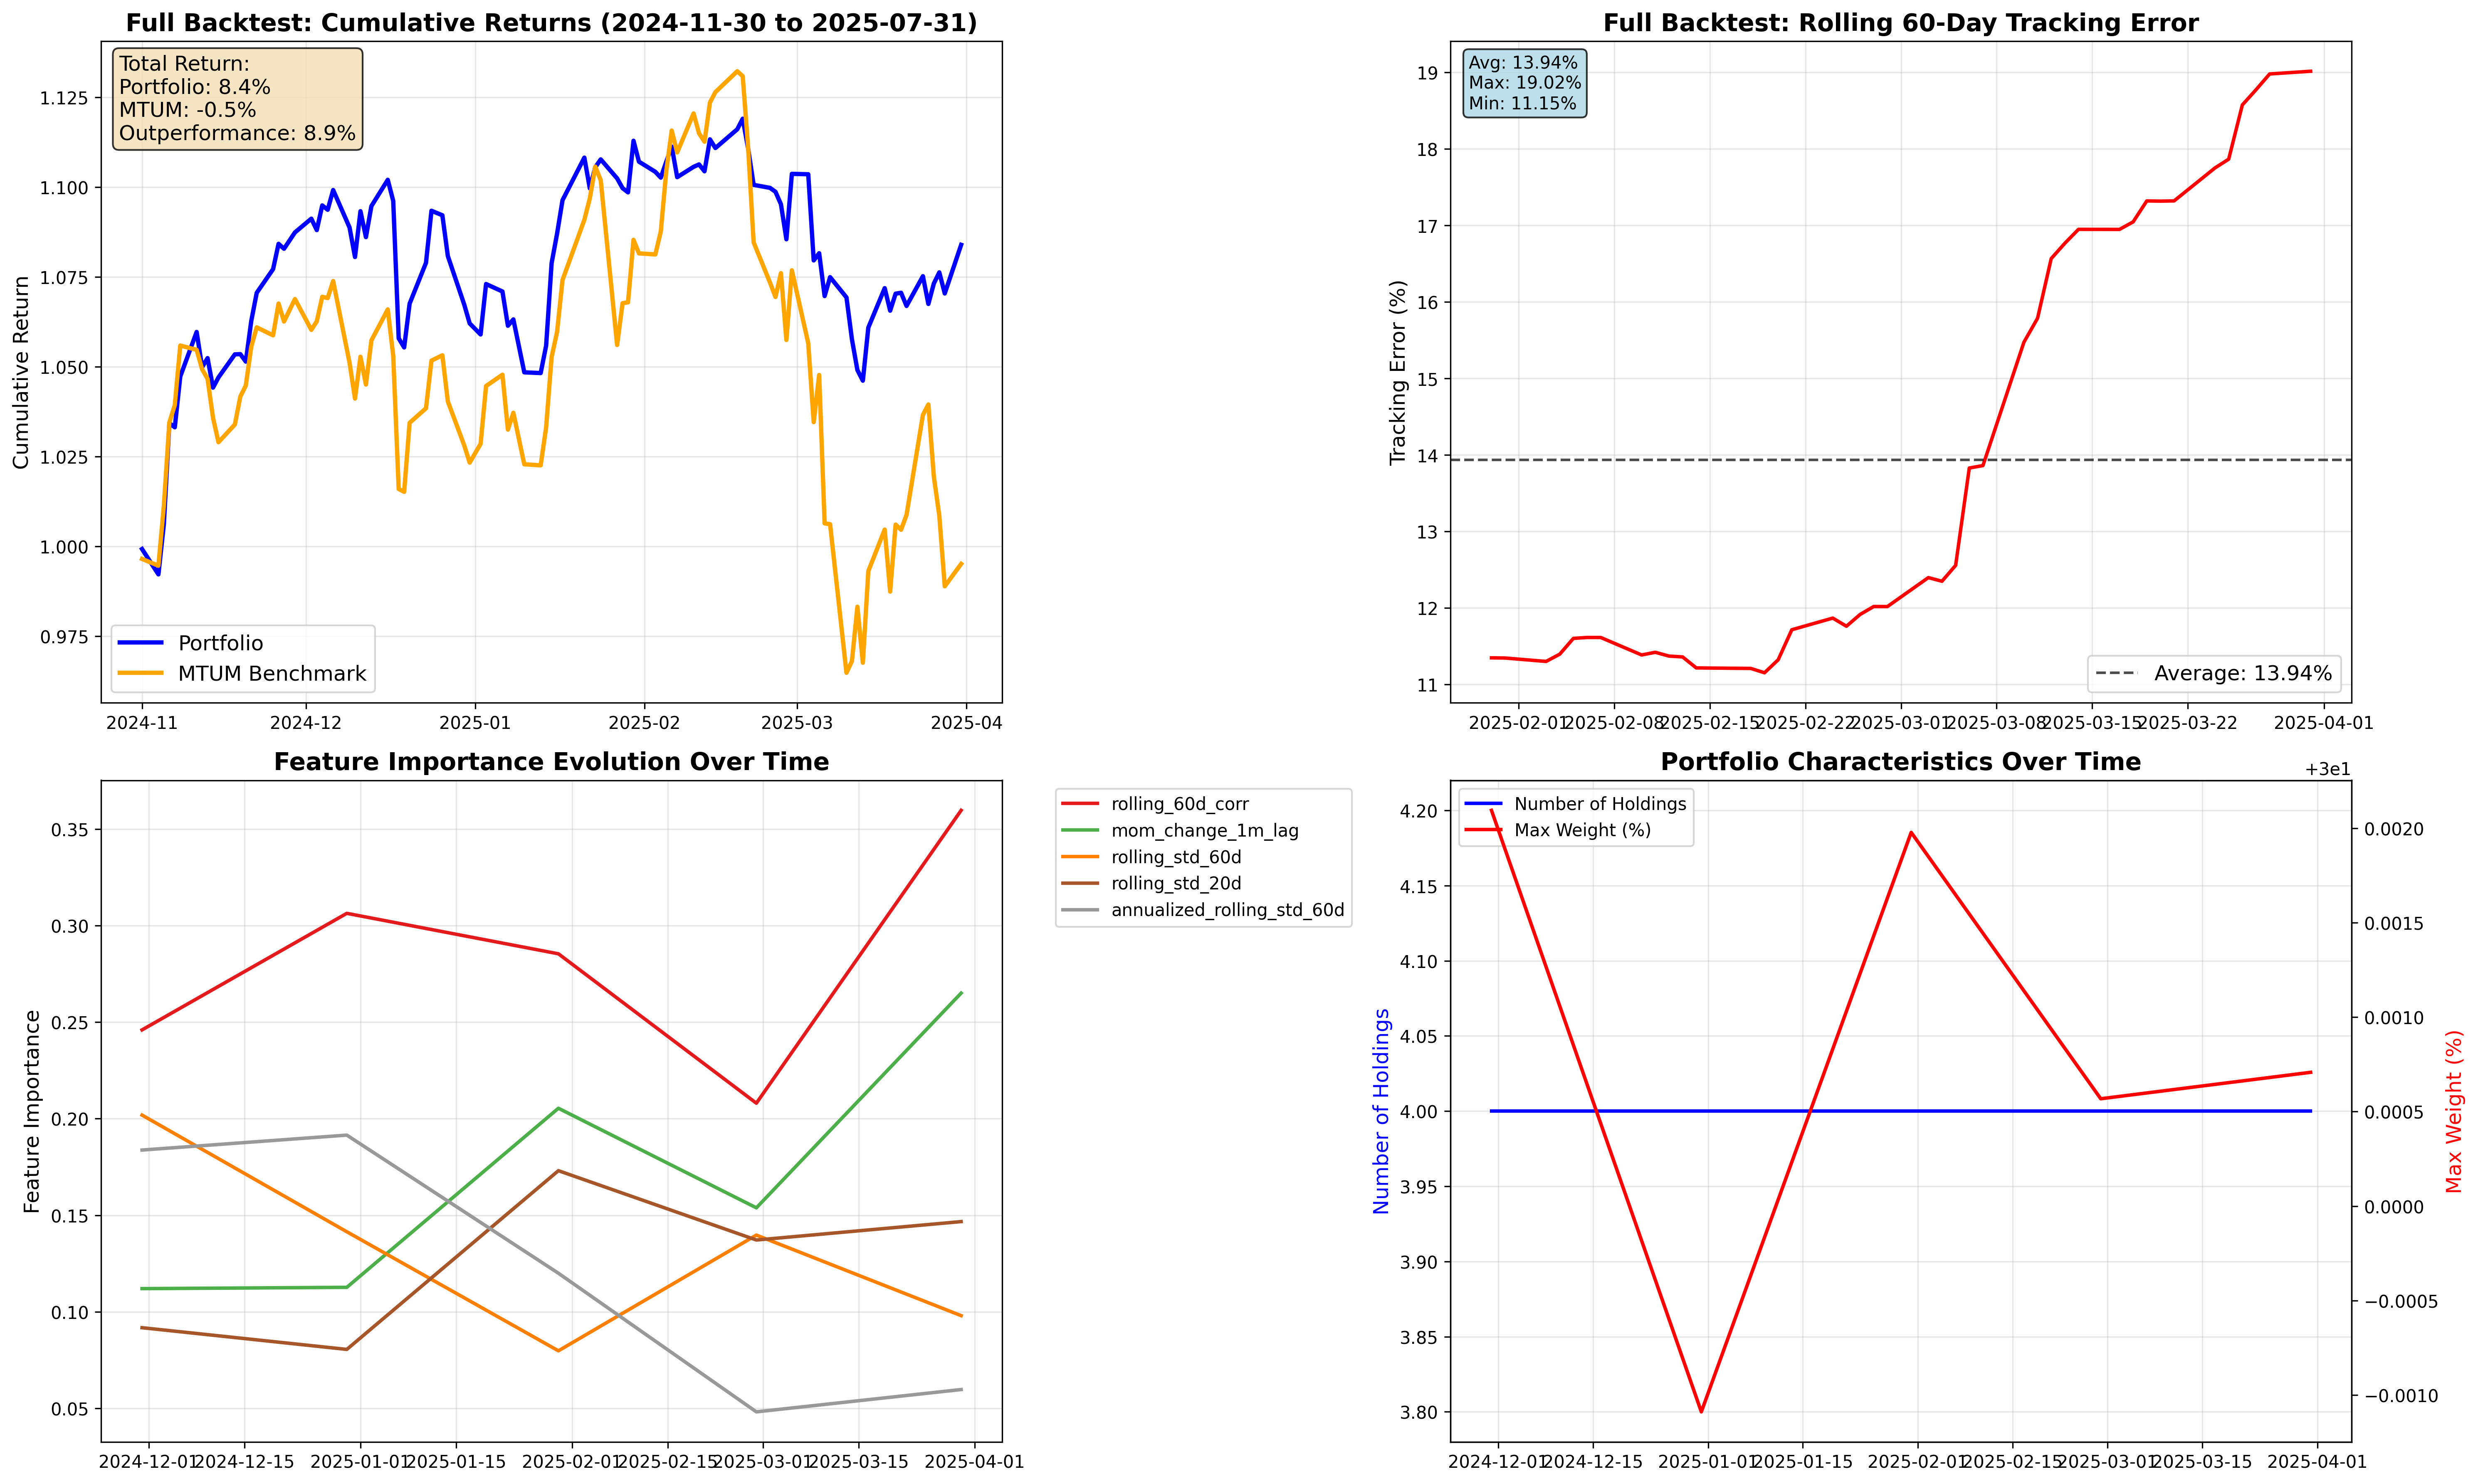 Full Backtest: Cumulative Returns (2024-11-30 to 2025-07-31)
Total Return:
Portfolio: 8.4%
MTUM: -0.5%
Outperformance: 8.9%
Cumulative Return
1.125
1.100
1.075
1.050
1.025
1.000
0.975
Portfolio
MTUM Benchmark
2024-11
2024-12
2025-01
2025-02
2025-03
2025-04
Full Backtest: Rolling 60-Day Tracking Error
Avg: 13.94%
Max: 19.02%
Min: 11.15%
Tracking Error (%)
19
18
17
16
15
14
13
12
11
Average: 13.94%
2025-02-01
2025-02-08
2025-02-15
2025-02-22
2025-03-01
2025-03-08
2025-03-15
2025-03-22
2025-04-01
Feature Importance Evolution Over Time
Feature Importance
0.35
0.30
0.25
0.20
0.15
0.10
0.05
2024-12-01
2024-12-15
2025-01-01
2025-01-15
2025-02-01
2025-02-15
2025-03-01
2025-03-15
2025-04-01
rolling_60d_corr
mom_change_1m_lag
rolling_std_60d
rolling_std_20d
annualized_rolling_std_60d
Portfolio Characteristics Over Time
+3e1
Number of Holdings
Max Weight (%)
Number of Holdings
4.20
4.15
4.10
4.05
4.00
3.95
3.90
3.85
3.80
0.0020
0.0015
0.0010
0.0005
0.0000
−0.0005
−0.0010
Max Weight (%)
2024-12-01
2024-12-15
2025-01-01
2025-01-15
2025-02-01
2025-02-15
2025-03-01
2025-03-15
2025-04-01